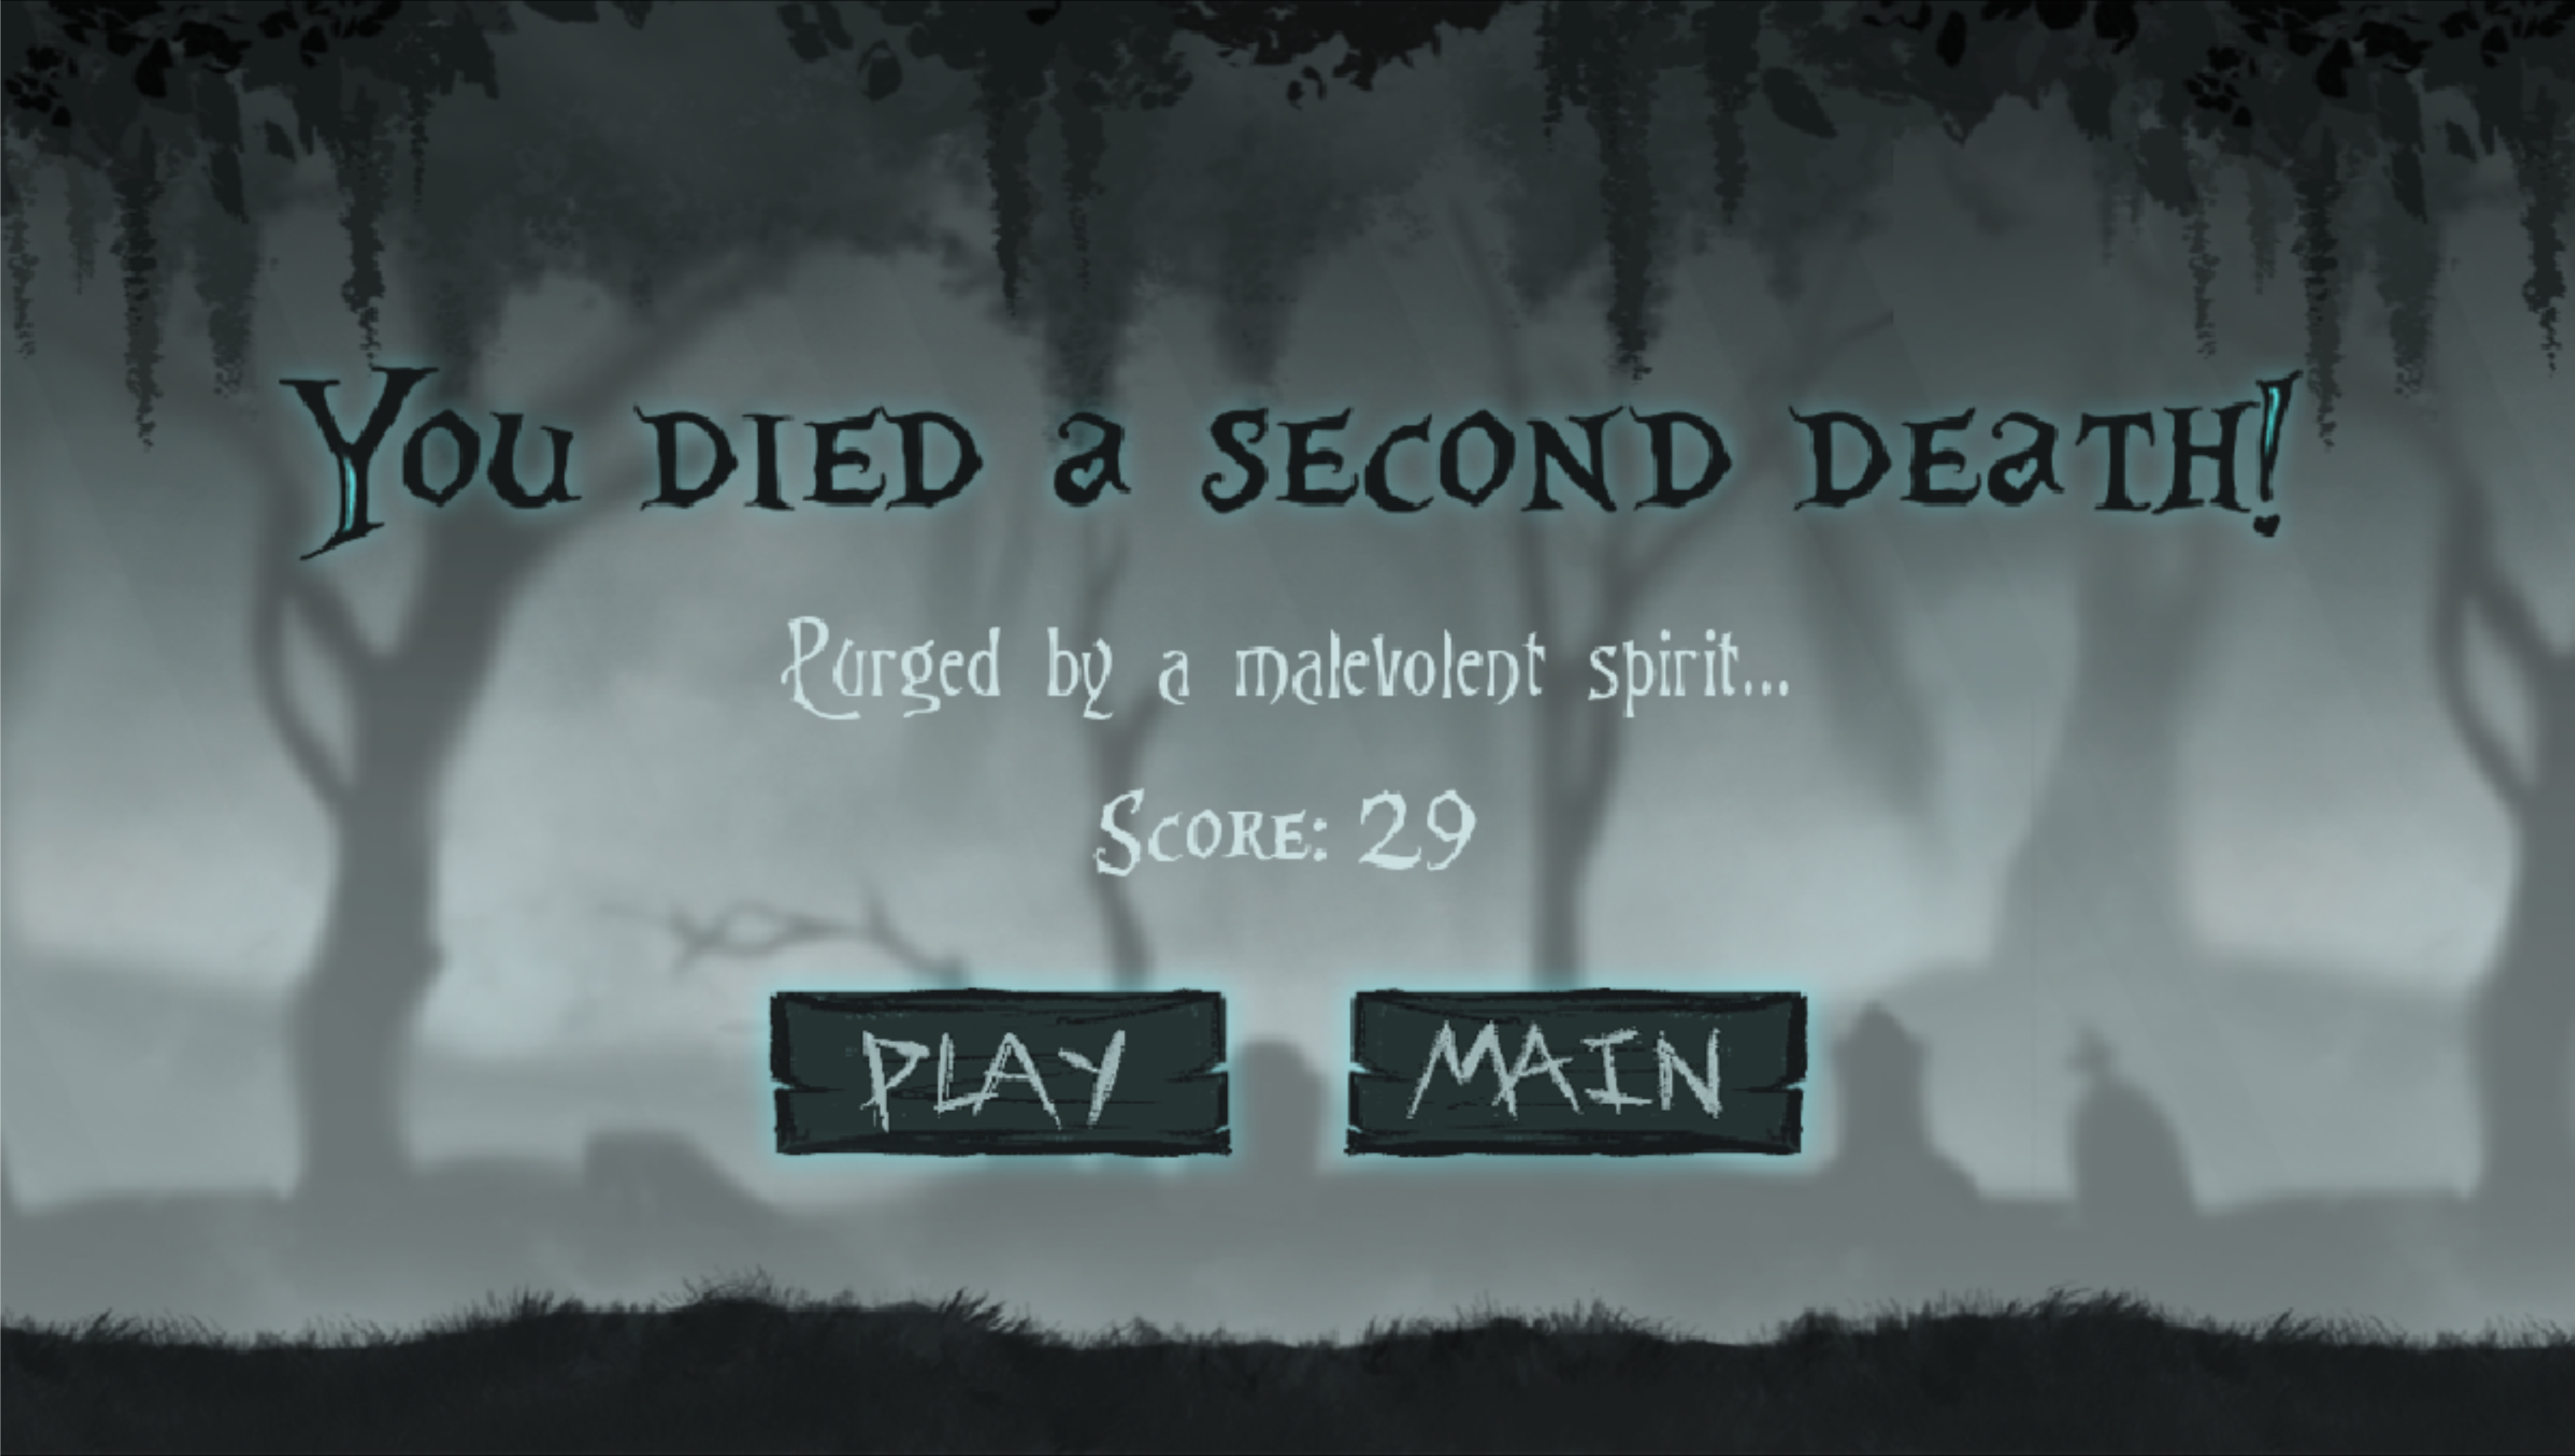 You died a second death!
Purged by a malevolent spirit...
Score: 29
PLAY
MAIN